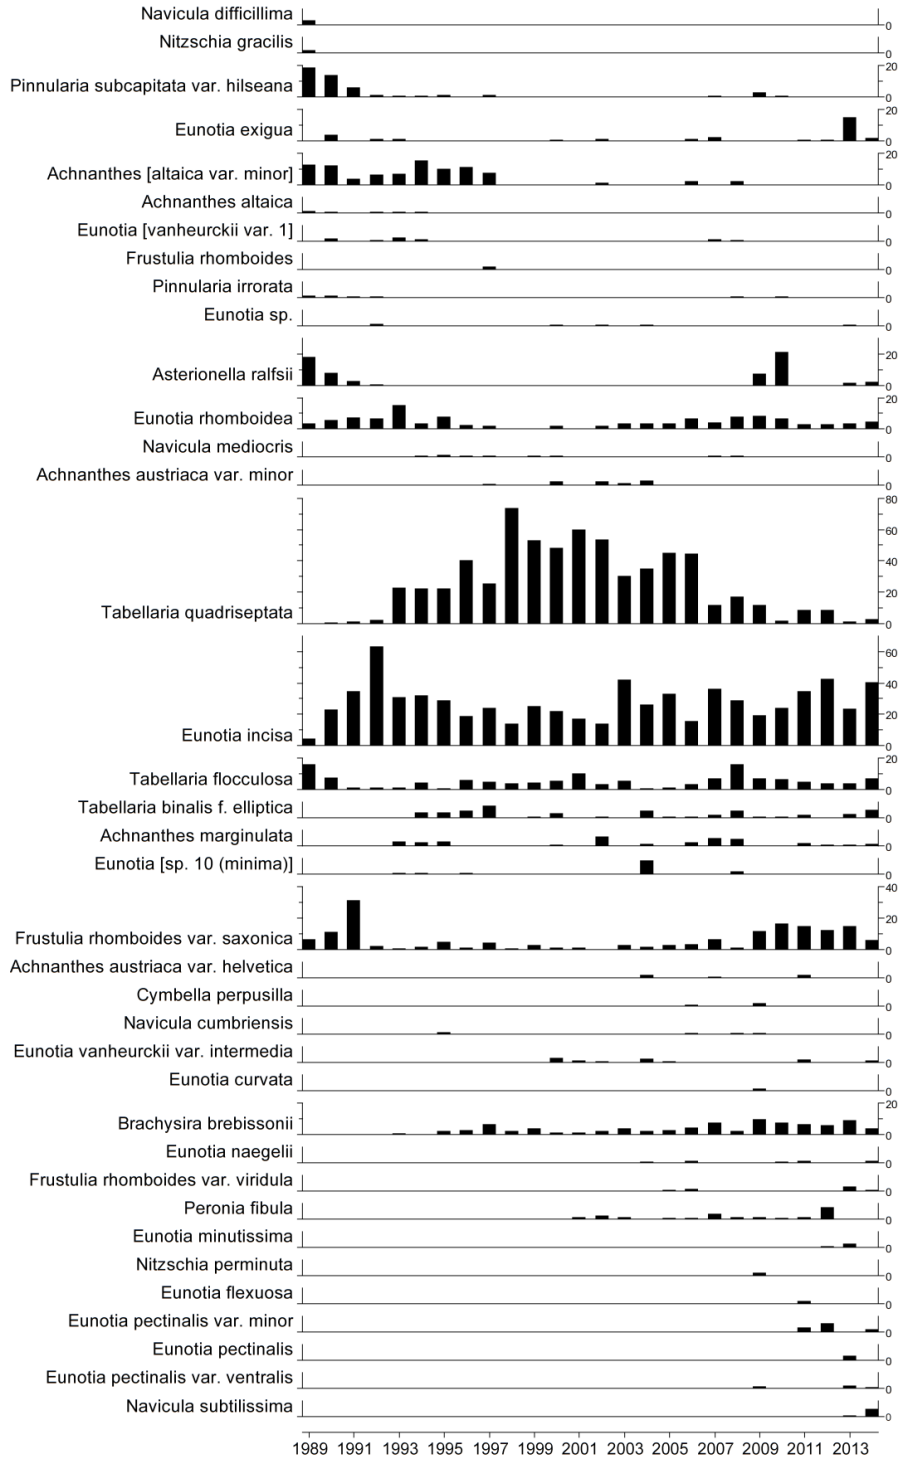 Navicula difficillima 0
Nitzschia gracilis 0
20
Pinnularia subcapitata var. hilseana
0
20
Eunotia exigua
0
20
Achnanthes [altaica var. minor]
0
Achnanthes altaica 0
Eunotia [vanheurckii var. 1] 0
Frustulia rhomboides 0
Pinnularia irrorata 0
Eunotia sp. 0
20
Asterionella ralfsii
0
20
Eunotia rhomboidea
0
Navicula mediocris 0
Achnanthes austriaca var. minor 0
80
60
40
20
Tabellaria quadriseptata
0
60
40
20
Eunotia incisa
0
20
Tabellaria flocculosa
0
Tabellaria binalis f. elliptica 0
Achnanthes marginulata 0
Eunotia [sp. 10 (minima)] 0
40
20
Frustulia rhomboides var. saxonica
0
Achnanthes austriaca var. helvetica 0
Cymbella perpusilla 0
Navicula cumbriensis 0
Eunotia vanheurckii var. intermedia 0
Eunotia curvata 0
20
Brachysira brebissonii
0
Eunotia naegelii 0
Frustulia rhomboides var. viridula 0
Peronia fibula 0
Eunotia minutissima 0
Nitzschia perminuta 0
Eunotia flexuosa 0
Eunotia pectinalis var. minor 0
Eunotia pectinalis 0
Eunotia pectinalis var. ventralis 0
Navicula subtilissima 0
1989 1991 1993 1995 1997 1999 2001 2003 2005 2007 2009 2011 2013